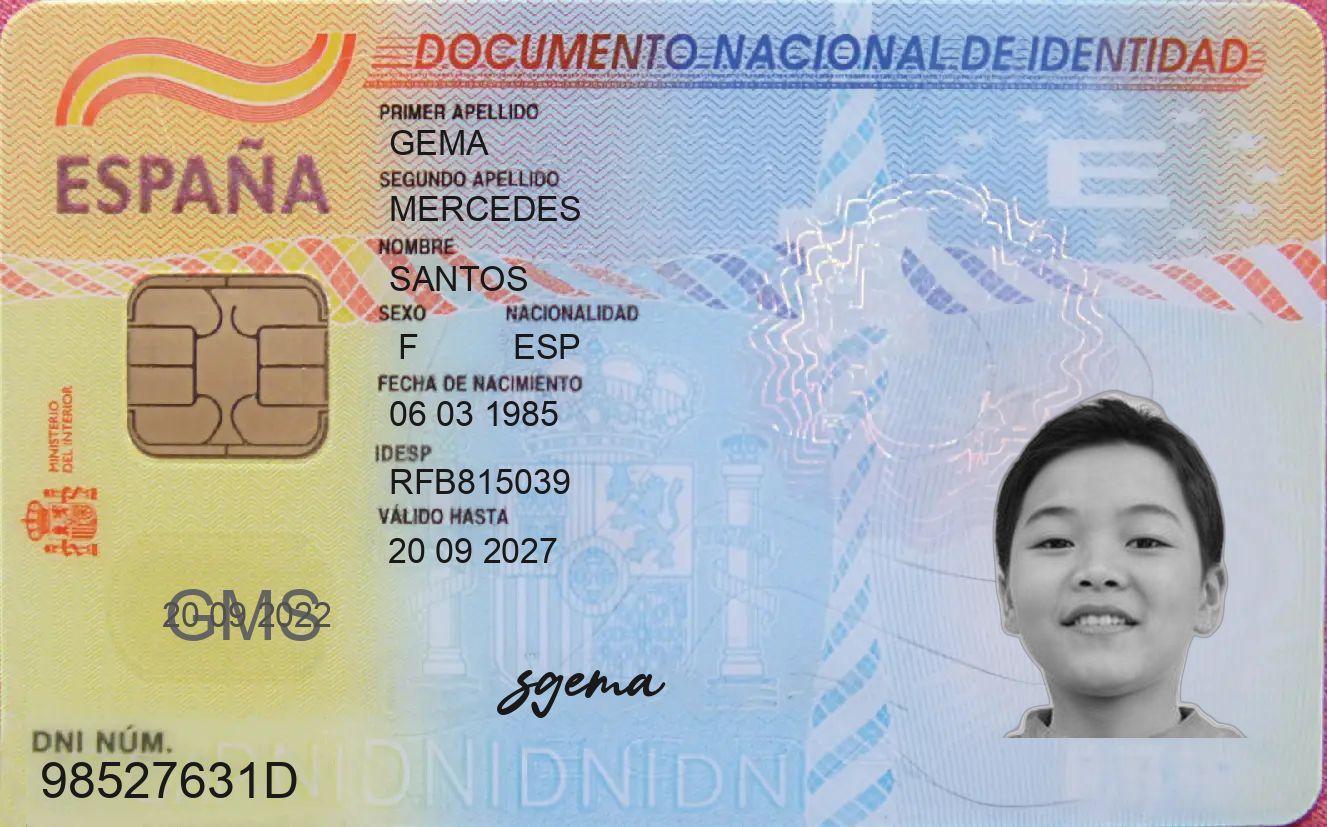 DOCUMENTO NACIONAL DE IDENTIDAD
ESPAÑA
PRIMER APELLIDO
GEMA
SEGUNDO APELLIDO
MERCEDES
NOMBRE
SANTOS
SEXO NACIONALIDAD
F ESP
FECHA DE NACIMIENTO
06 03 1985
IDESP
RFB815039
VÁLIDO HASTA
20 09 2027
MINISTERIO
DEL INTERIOR
E
GMS
20 09 2022
sgema
DNI NÚM.
98527631D
DNIDNIDNIDNI